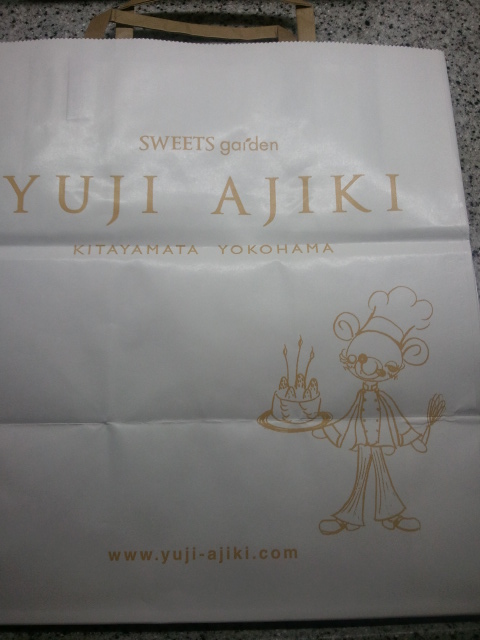 SWEETS garden
YUJI AJIKI
KITAYAMATA YOKOHAMA
www.yuji-ajiki.com